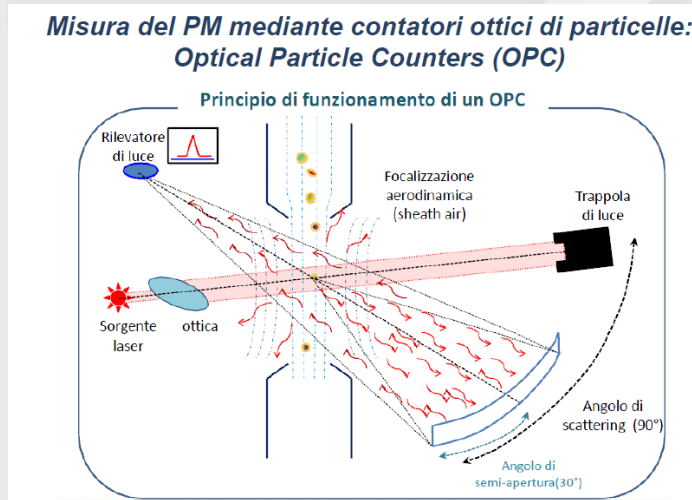 Misura del PM mediante contatori ottici di particelle:
Optical Particle Counters (OPC)
Principio di funzionamento di un OPC
Rilevatore
di luce
Focalizzazione
aerodinamica
(sheath air)
Trappola
di luce
Sorgente
laser
ottica
Angolo di
scattering (90°)
Angolo di
semi-apertura(30°)